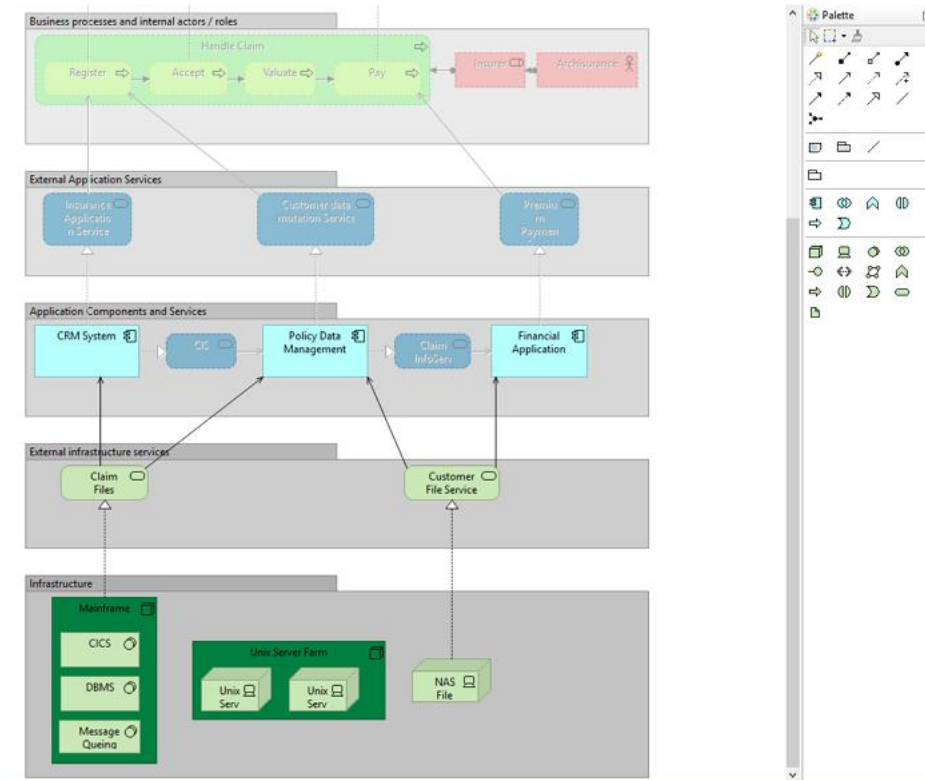 Palette
Business processes and internal actors / roles
Handle Claim
Register
Accept
Valuate
Pay
Insurer
Archisurance
External Application Services
Insurance
Applicatio
n Service
Customer data
mutation Service
Premiu
m
Paymen
Application Components and Services
CRM System
CIS
Policy Data
Management
Claim
InfoServ
Financial
Application
External infrastructure services
Claim
Files
Customer
File Service
Infrastructure
Mainframe
CICS
DBMS
Message
Queing
Unix Server Farm
Unix
Serv
Unix
Serv
NAS
File